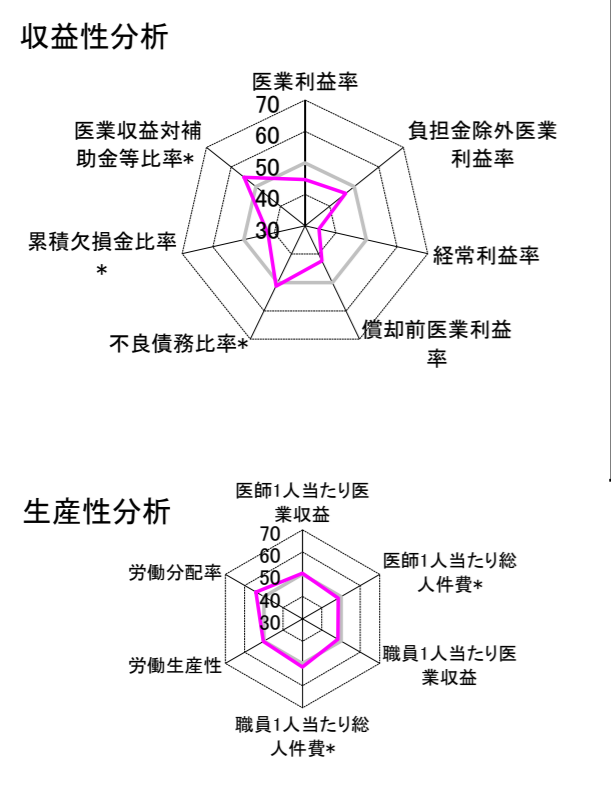 収益性分析
医業利益率
70
60
50
40
30
負担金除外医業
利益率
経常利益率
償却前医業利益
率
不良債務比率*
累積欠損金比率
*
医業収益対補
助金等比率*
生産性分析
医師1人当たり医
業収益
70
60
50
40
30
医師1人当たり総
人件費*
職員1人当たり医
業収益
職員1人当たり総
人件費*
労働生産性
労働分配率